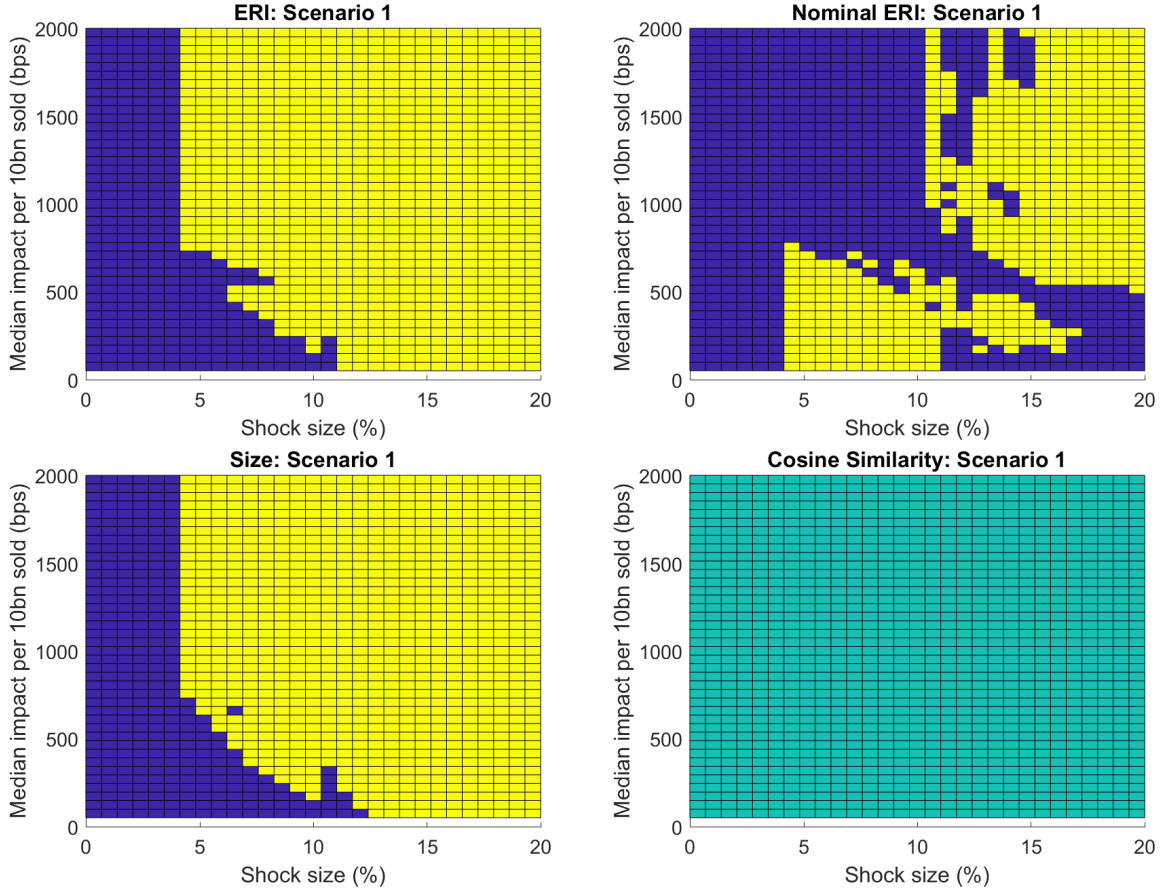 ERI: Scenario 1
Median impact per 10bn sold (bps)
2000
1500
1000
500
0
0 5 10 15 20
Shock size (%)
Nominal ERI: Scenario 1
Median impact per 10bn sold (bps)
2000
1500
1000
500
0
0 5 10 15 20
Shock size (%)
Size: Scenario 1
Median impact per 10bn sold (bps)
2000
1500
1000
500
0
0 5 10 15 20
Shock size (%)
Cosine Similarity: Scenario 1
Median impact per 10bn sold (bps)
2000
1500
1000
500
0
0 5 10 15 20
Shock size (%)